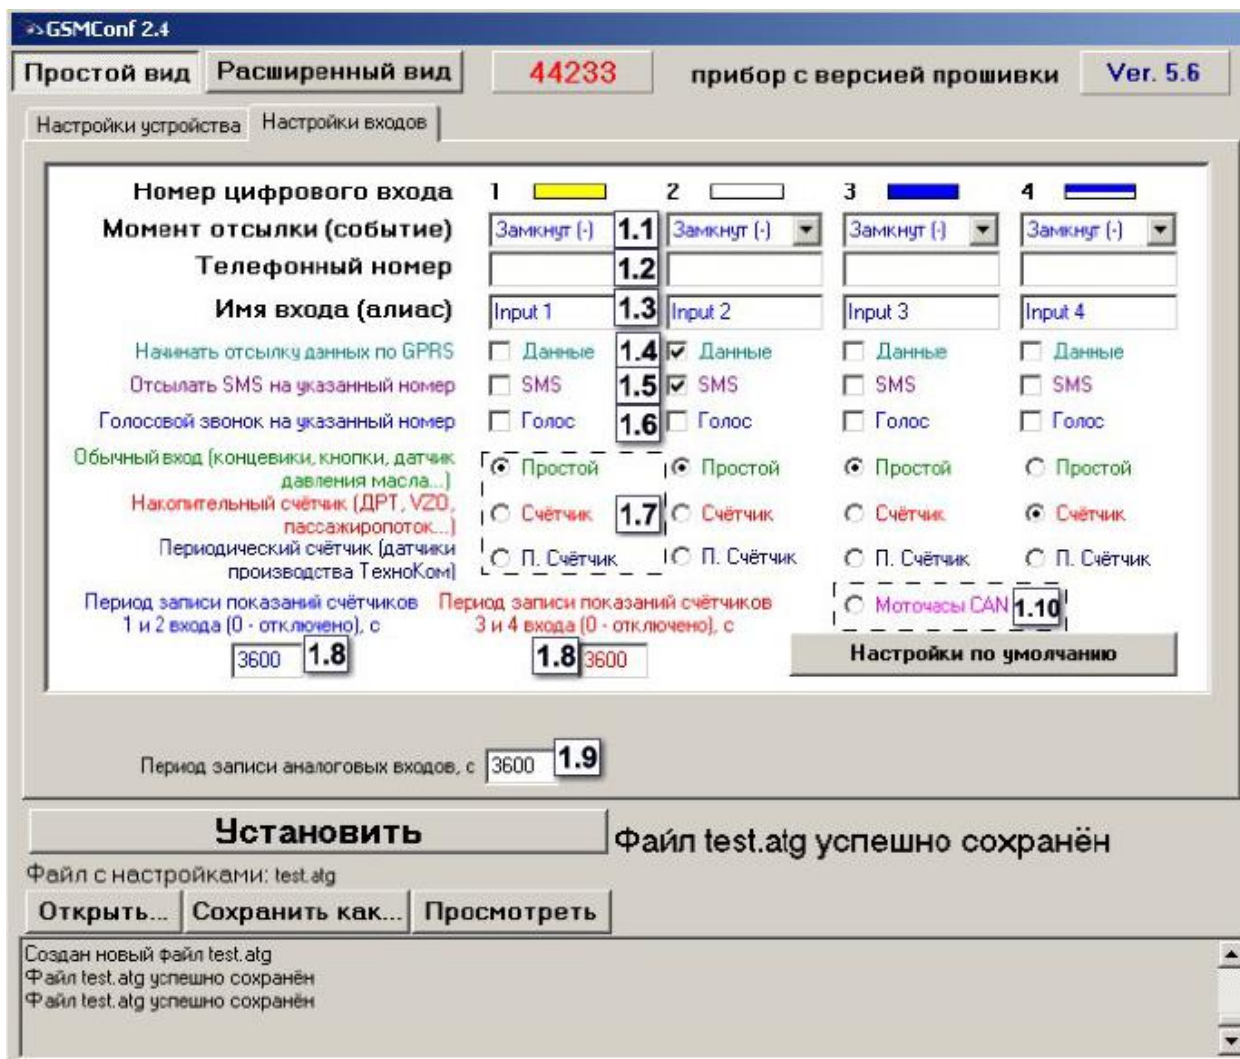 GSMConf 2.4
Простой вид Расширенный вид 44233 прибор с версией прошивки Ver. 5.6
Настройки устройства Настройки входов
Номер цифрового входа 1 2 3 4
Момент отсылки (событие) Замкнут (-) 1.1 Замкнут (-) Замкнут (-) Замкнут (-)
Телефонный номер 1.2
Имя входа (алиас) Input 1 1.3 Input 2 Input 3 Input 4
Начинать отсылку данных по GPRS Данные 1.4 Данные Данные Данные
Отсылать SMS на указанный номер SMS 1.5 SMS SMS SMS
Голосовой звонок на указанный номер Голос 1.6 Голос Голос Голос
Обычный вход (концевики, кнопки, датчик
давления масла...) Простой Простой Простой Простой
Накопительный счётчик (ДРТ, VZO,
пассажиропоток...) Счётчик 1.7 Счётчик Счётчик Счётчик
Периодический счётчик (датчики
производства ТехноКом) П. Счётчик П. Счётчик П. Счётчик П. Счётчик
Период записи показаний счётчиков
1 и 2 входа (0 - отключено), с
3600 1.8
Период записи показаний счётчиков
3 и 4 входа (0 - отключено), с
1.8 3600
Моточасы CAN 1.10
Настройки по умолчанию
Период записи аналоговых входов, с 3600 1.9
Установить Файл test.atg успешно сохранён
Файл с настройками: test.atg
Открыть... Сохранить как... Просмотреть
Создан новый файл test.atg
Файл test.atg успешно сохранён
Файл test.atg успешно сохранён